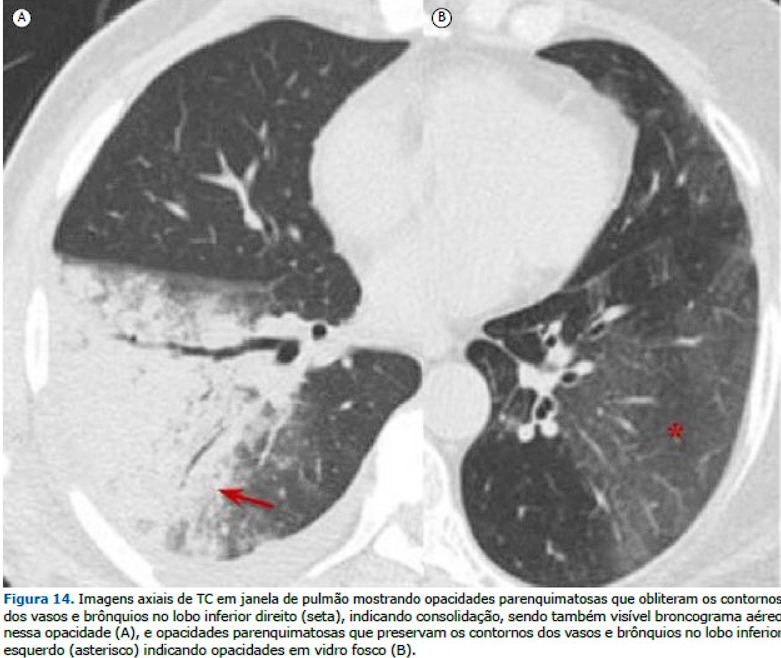 A
B
*
Figura 14. Imagens axiais de TC em janela de pulmão mostrando opacidades parenquimatosas que obliteram os contornos
dos vasos e brônquios no lobo inferior direito (seta), indicando consolidação, sendo também visível broncograma aéreo
nessa opacidade (A), e opacidades parenquimatosas que preservam os contornos dos vasos e brônquios no lobo inferior
esquerdo (asterisco) indicando opacidades em vidro fosco (B).